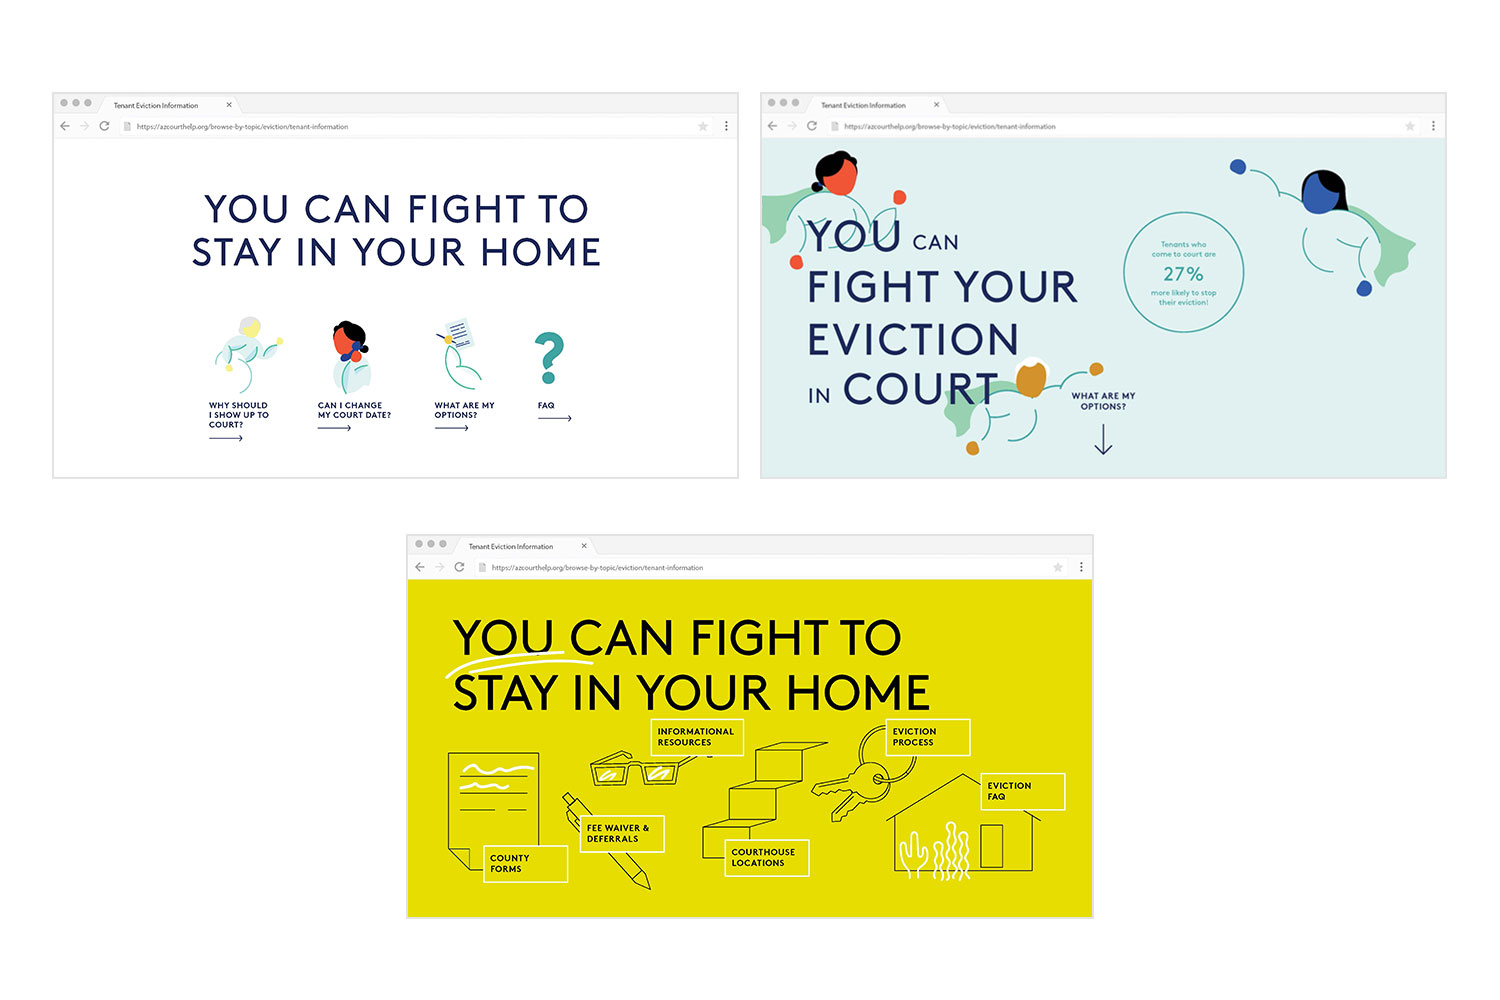 Tenant Eviction Information
https://azcourthelp.org/browse-by-topic/eviction/tenant-information
YOU CAN FIGHT TO
STAY IN YOUR HOME
WHY SHOULD
I SHOW UP TO
COURT?
CAN I CHANGE
MY COURT DATE?
WHAT ARE MY
OPTIONS?
FAQ
Tenant Eviction Information
https://azcourthelp.org/browse-by-topic/eviction/tenant-information
YOU CAN
FIGHT YOUR
EVICTION
IN COURT
Tenants who
come to court are
27%
more likely to stop
their eviction!
WHAT ARE MY
OPTIONS?
Tenant Eviction Information
https://azcourthelp.org/browse-by-topic/eviction/tenant-information
YOU CAN FIGHT TO
STAY IN YOUR HOME
INFORMATIONAL
RESOURCES
EVICTION
PROCESS
EVICTION
FAQ
FEE WAIVER &
DEFERRALS
COURTHOUSE
LOCATIONS
COUNTY
FORMS